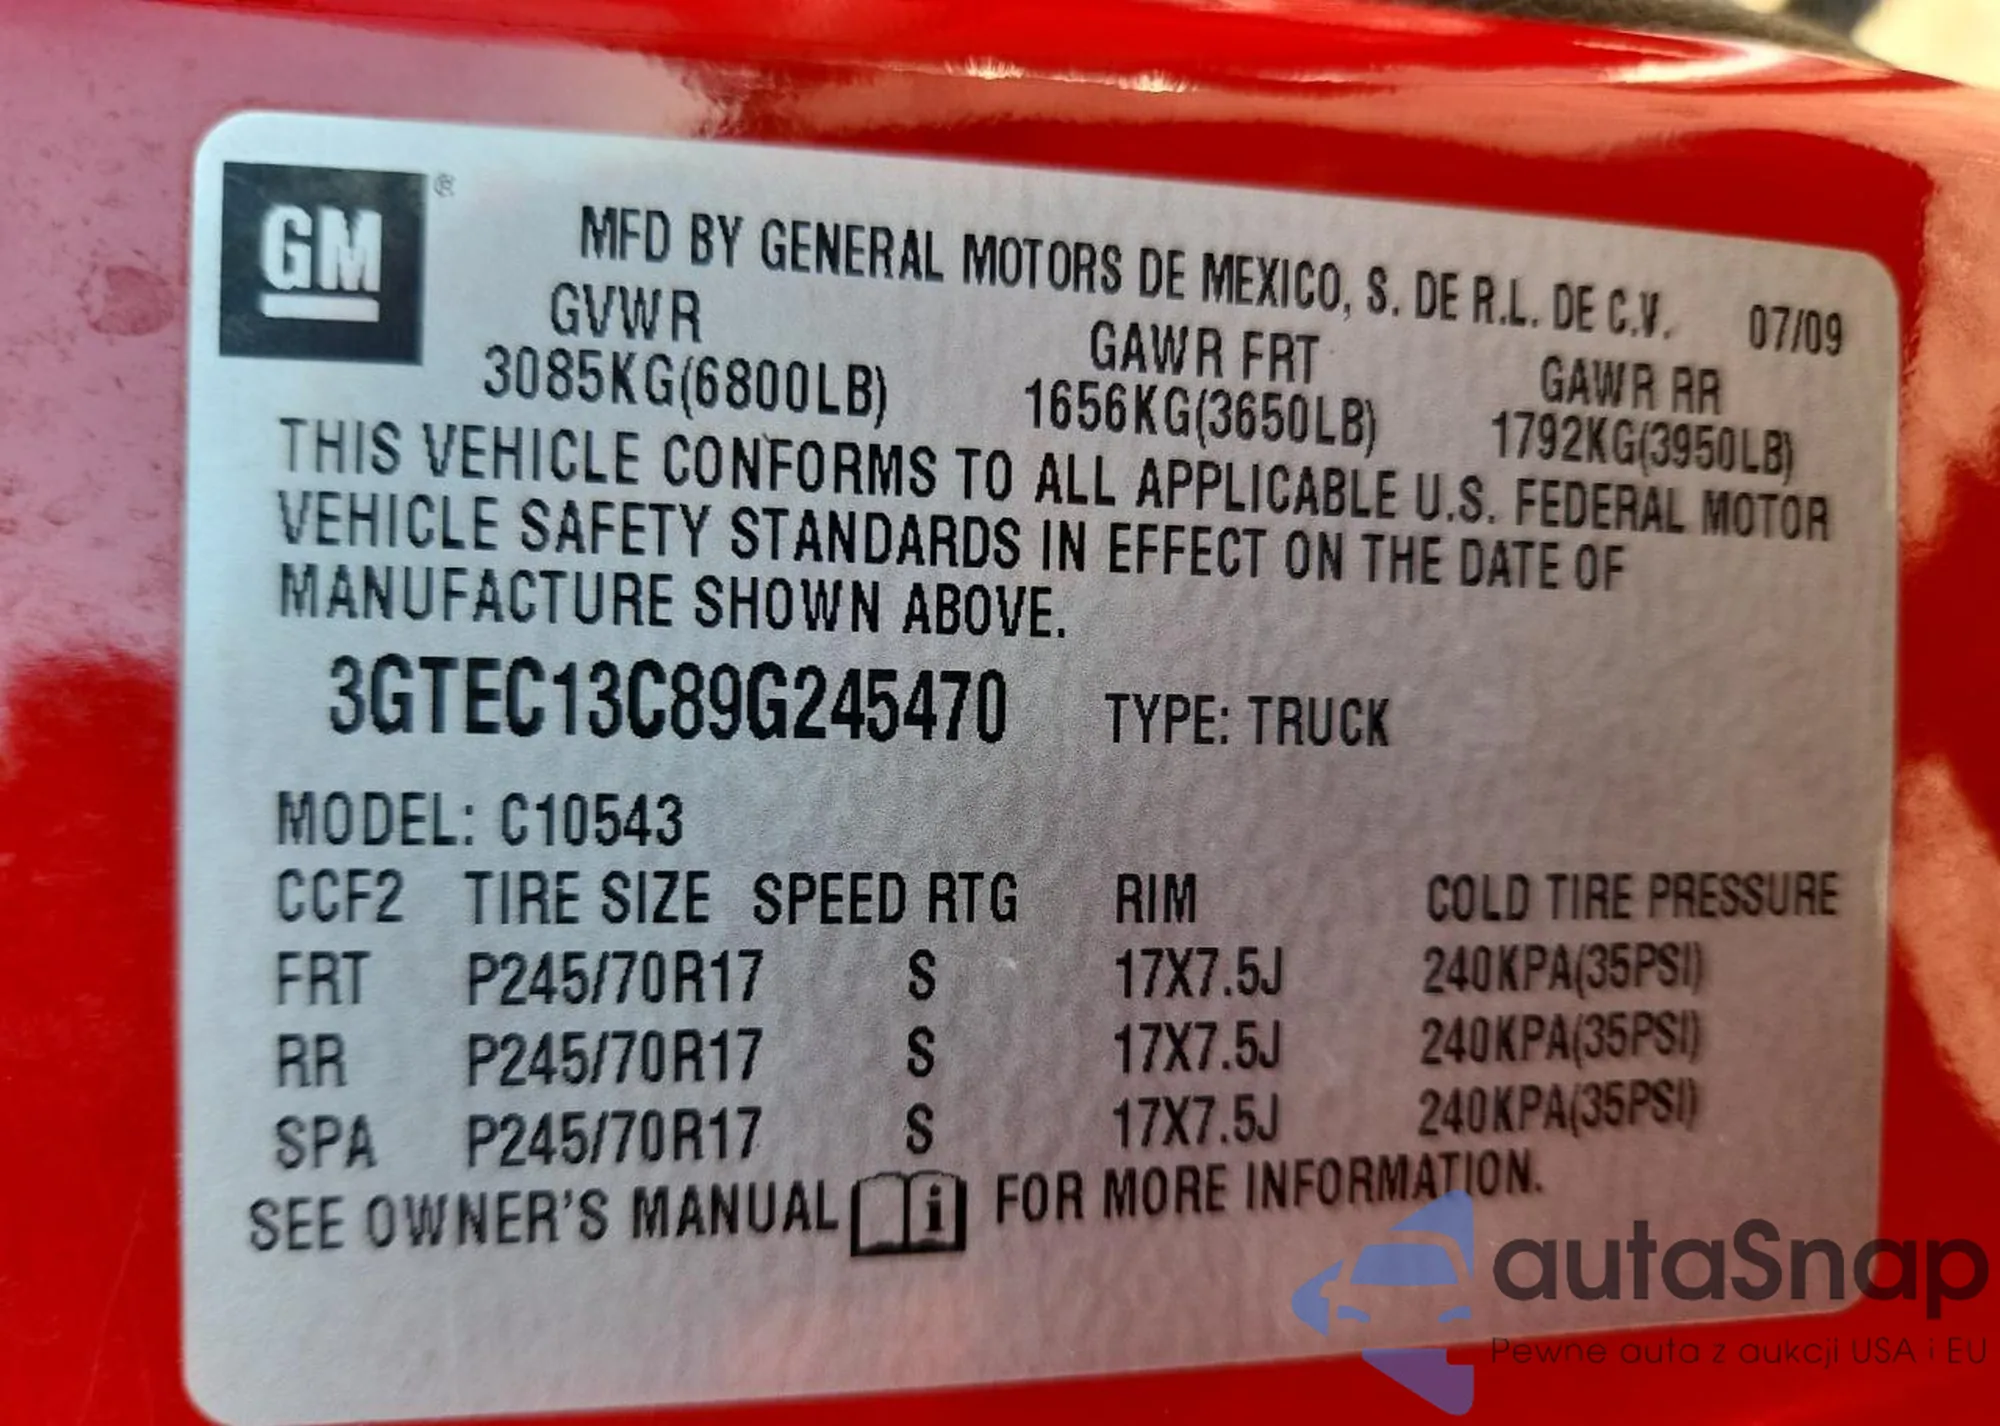 GM ®
MFD BY GENERAL MOTORS DE MEXICO, S. DE R.L. DE C.V. 07/09
GVWR GAWR FRT GAWR RR
3085KG(6800LB) 1656KG(3650LB) 1792KG(3950LB)
THIS VEHICLE CONFORMS TO ALL APPLICABLE U.S. FEDERAL MOTOR
VEHICLE SAFETY STANDARDS IN EFFECT ON THE DATE OF
MANUFACTURE SHOWN ABOVE.
3GTEC13C89G245470 TYPE: TRUCK
MODEL: C10543
CCF2 TIRE SIZE SPEED RTG RIM COLD TIRE PRESSURE
FRT P245/70R17 S 17X7.5J 240KPA(35PSI)
RR P245/70R17 S 17X7.5J 240KPA(35PSI)
SPA P245/70R17 S 17X7.5J 240KPA(35PSI)
SEE OWNER'S MANUAL i FOR MORE INFORMATION.
autaSnap
Pewne auta z aukcji USA i EU